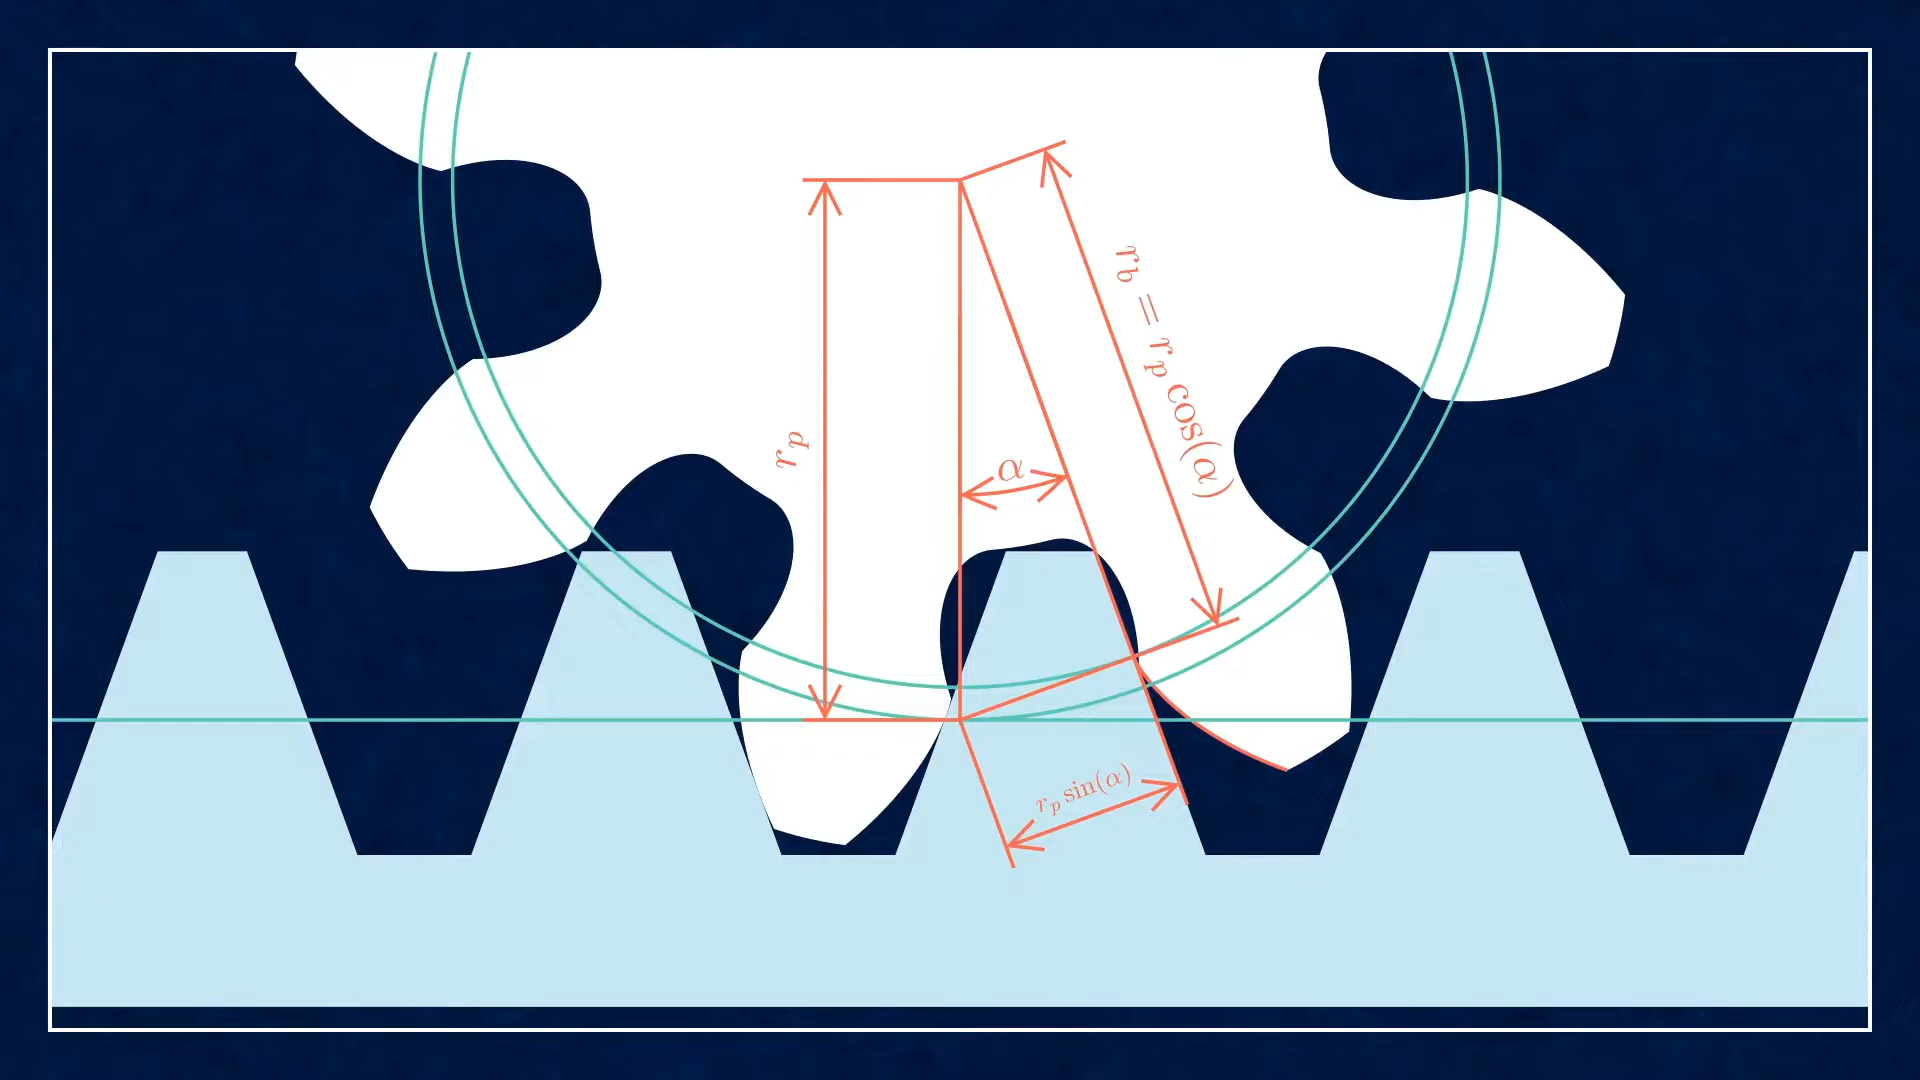 r_p
α
r_b = r_p cos(α)
r_p sin(α)